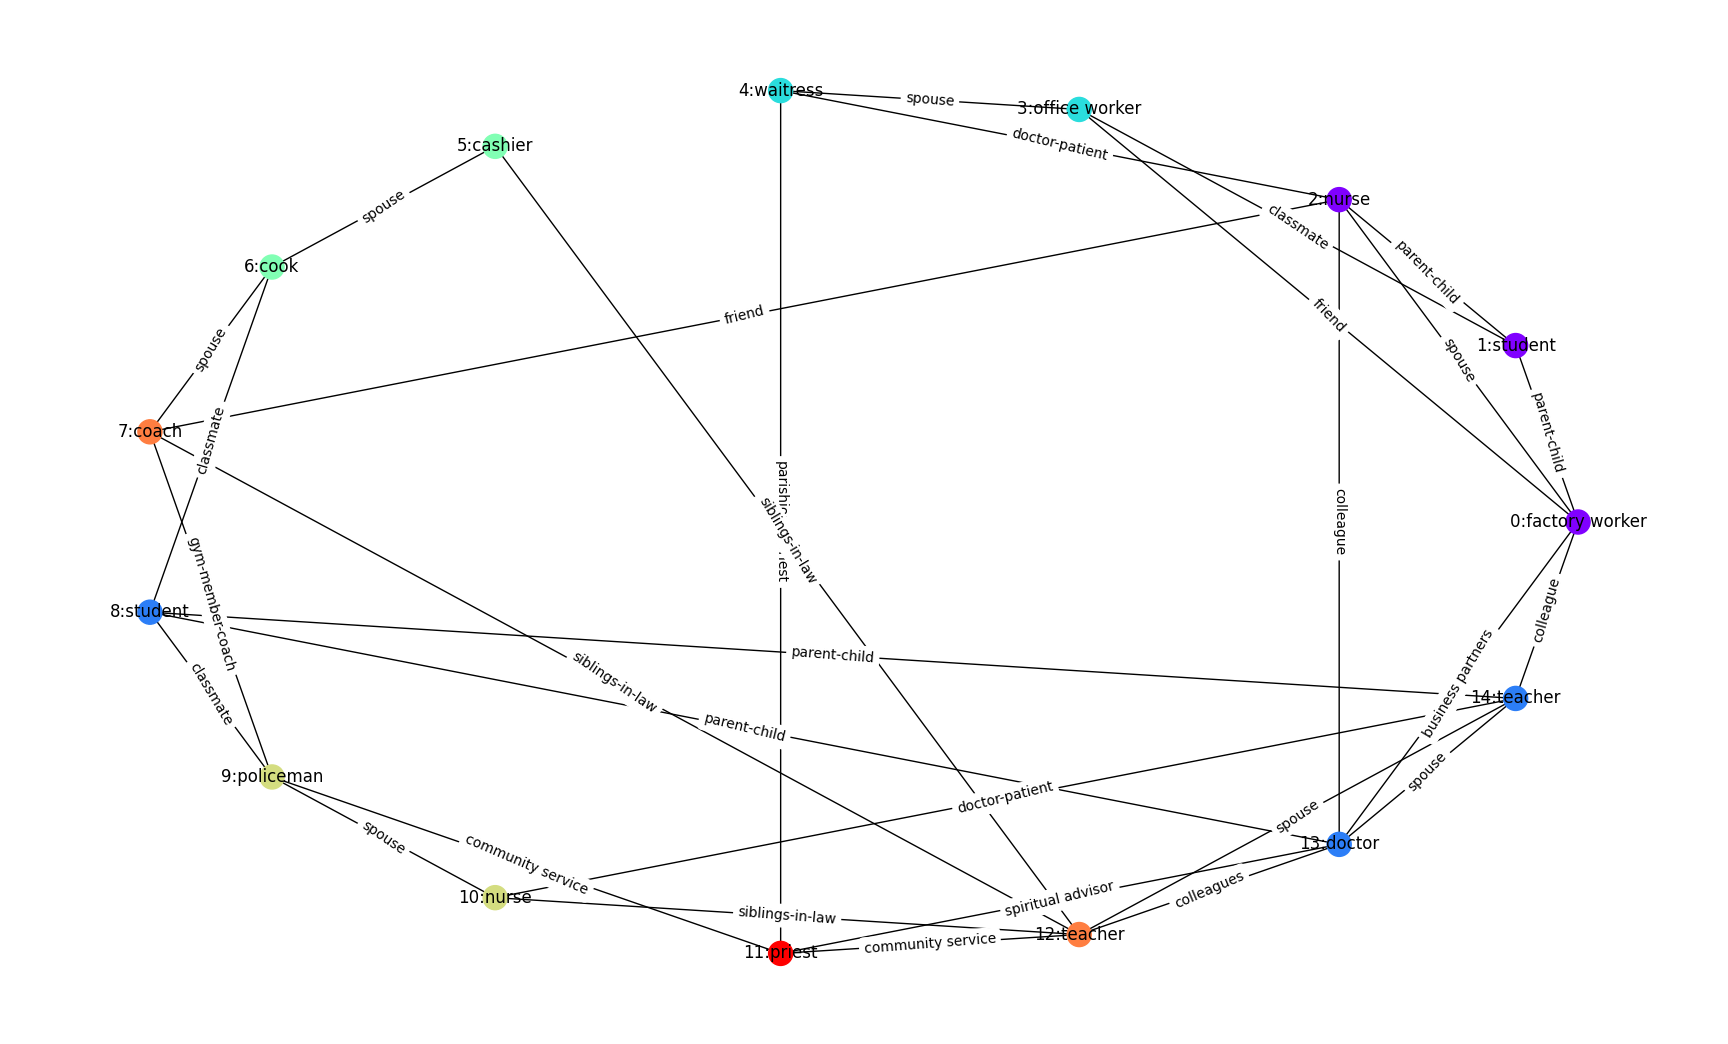 4:waitress
spouse
3:office worker
doctor-patient
5:cashier
spouse
2:nurse
classmate
parent-child
6:cook
friend
friend
1:student
spouse
spouse
parent-child
7:coach
classmate
siblings-in-law
colleague
0:factory worker
gym-member-coach
8:student
colleague
parent-child
business partners
siblings-in-law
classmate
14:teacher
parent-child
spouse
9:policeman
doctor-patient
spouse
spouse
13:doctor
community service
spiritual advisor
colleagues
10:nurse
siblings-in-law
12:teacher
community service
11:priest